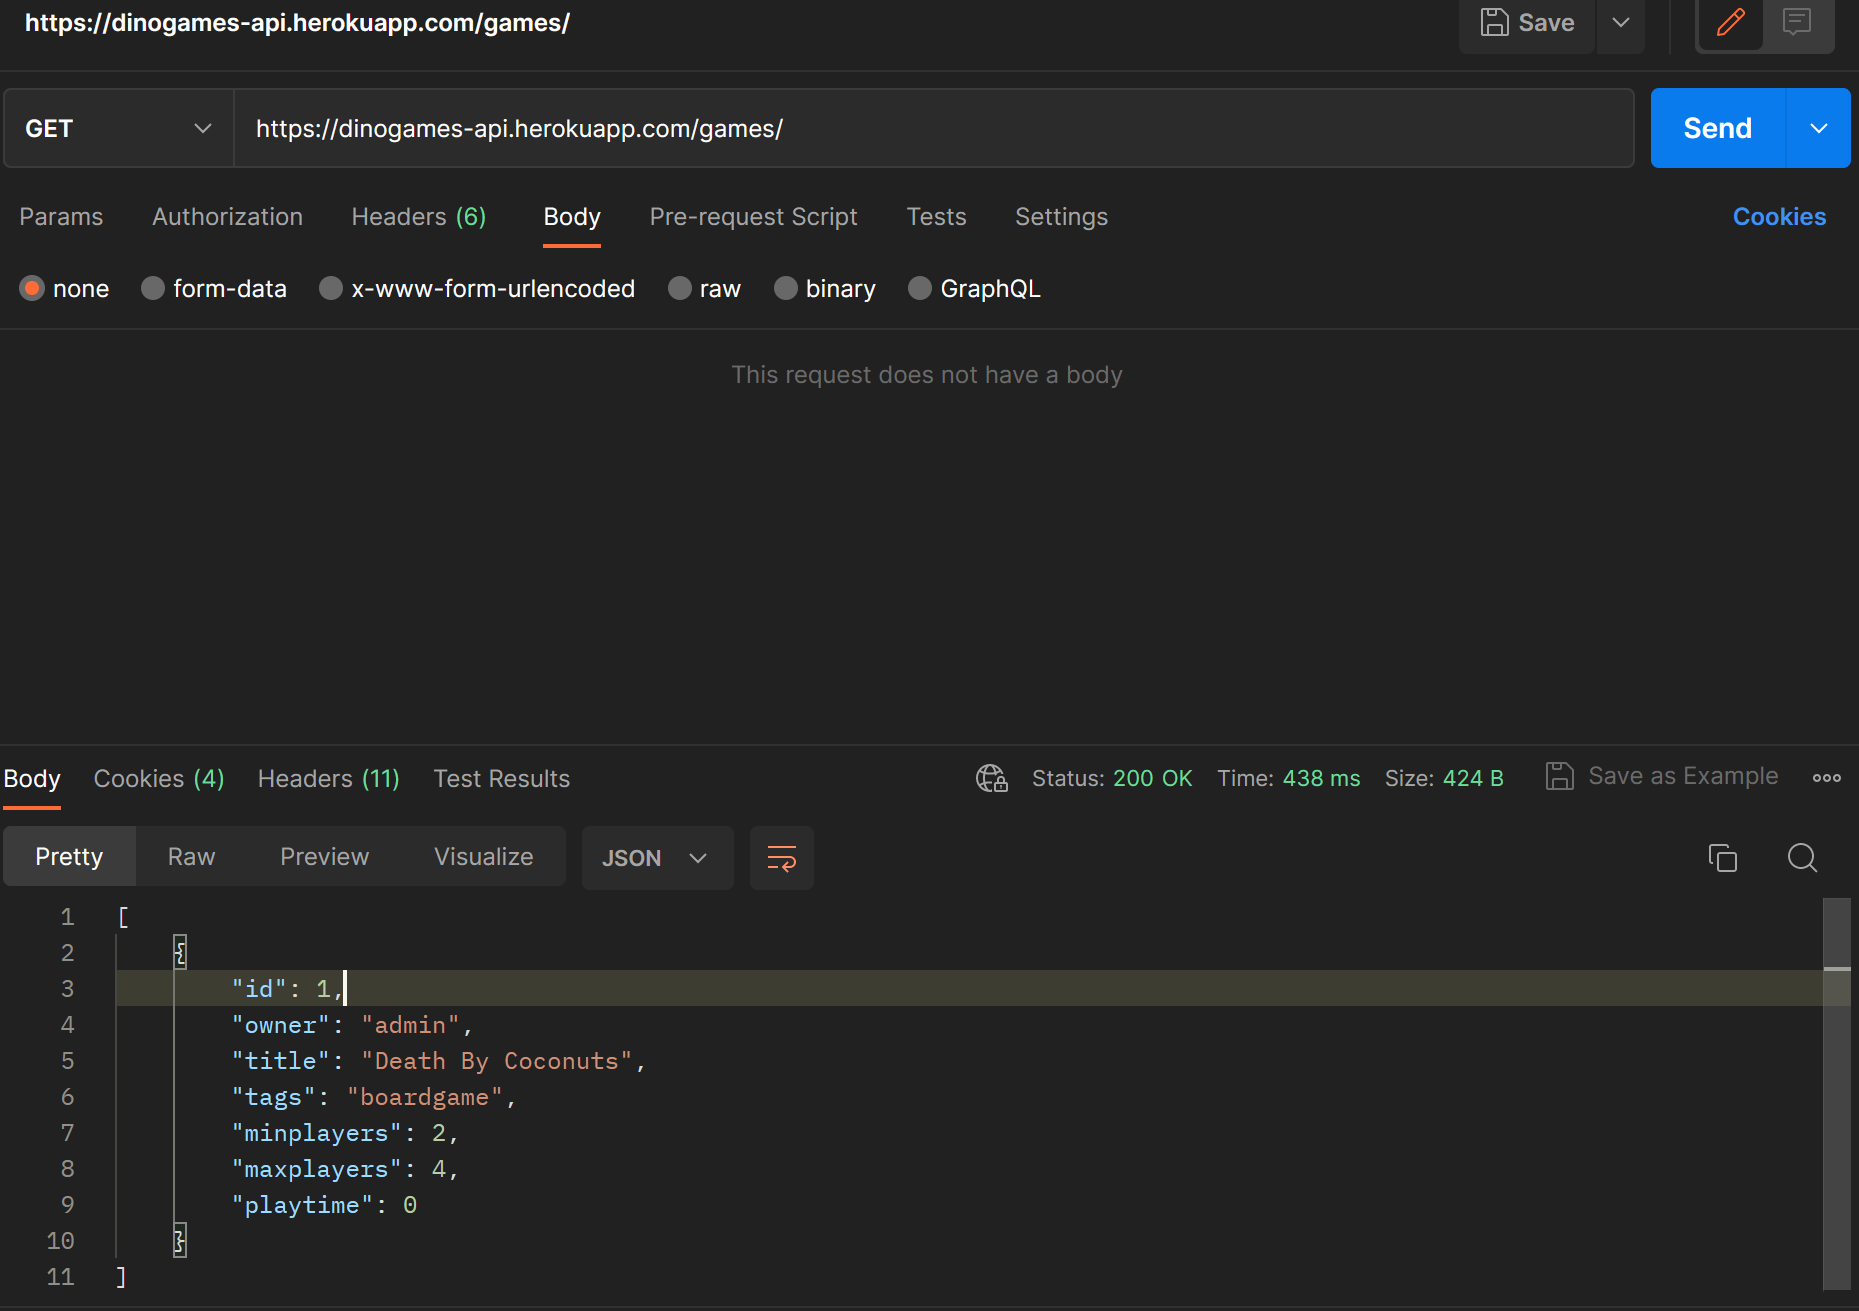 https://dinogames-api.herokuapp.com/games/
Save
GET
https://dinogames-api.herokuapp.com/games/
Send
Params Authorization Headers (6) Body Pre-request Script Tests Settings Cookies
none form-data x-www-form-urlencoded raw binary GraphQL
This request does not have a body
Body Cookies (4) Headers (11) Test Results Status: 200 OK Time: 438 ms Size: 424 B Save as Example
Pretty Raw Preview Visualize JSON
1 [
2 {
3 "id": 1,
4 "owner": "admin",
5 "title": "Death By Coconuts",
6 "tags": "boardgame",
7 "minplayers": 2,
8 "maxplayers": 4,
9 "playtime": 0
10 }
11 ]